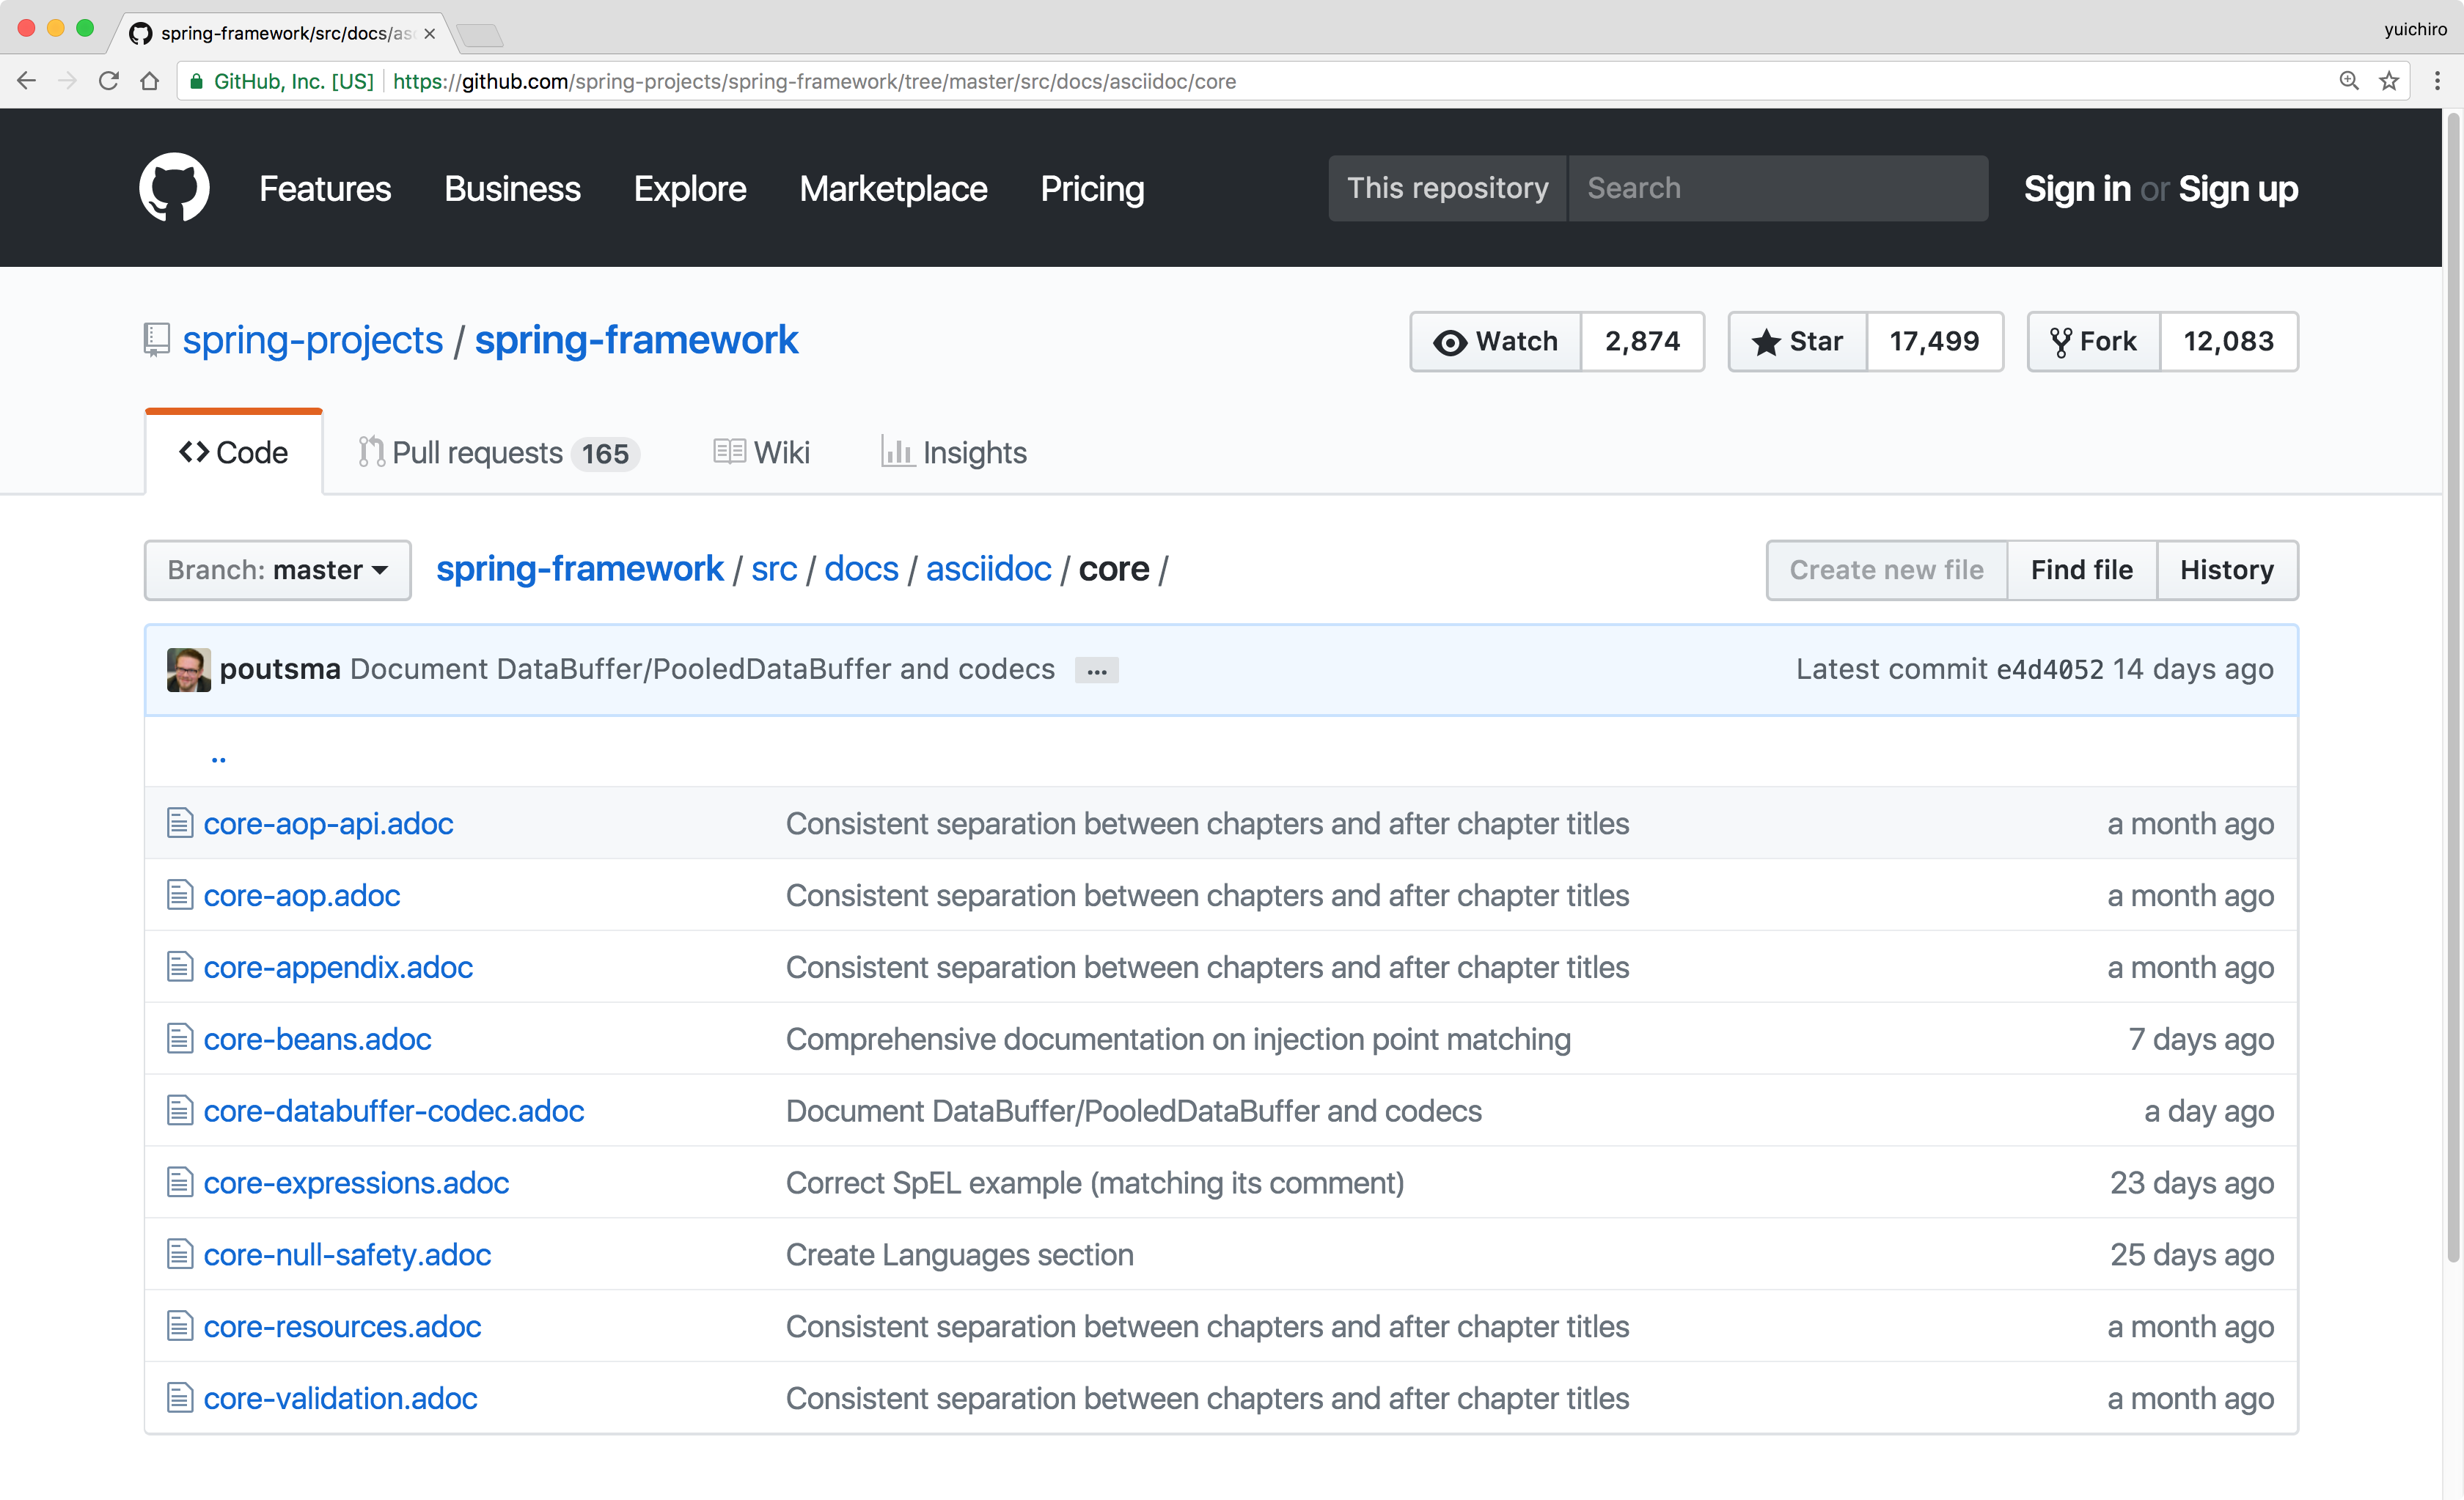 spring-framework/src/docs/as
yuichiro
GitHub, Inc. [US] https://github.com/spring-projects/spring-framework/tree/master/src/docs/asciidoc/core
Features Business Explore Marketplace Pricing This repository Search Sign in or Sign up
spring-projects / spring-framework Watch 2,874 Star 17,499 Fork 12,083
Code Pull requests 165 Wiki Insights
Branch: master spring-framework / src / docs / asciidoc / core / Create new file Find file History
poutsma Document DataBuffer/PooledDataBuffer and codecs … Latest commit e4d4052 14 days ago
..
core-aop-api.adoc Consistent separation between chapters and after chapter titles a month ago
core-aop.adoc Consistent separation between chapters and after chapter titles a month ago
core-appendix.adoc Consistent separation between chapters and after chapter titles a month ago
core-beans.adoc Comprehensive documentation on injection point matching 7 days ago
core-databuffer-codec.adoc Document DataBuffer/PooledDataBuffer and codecs a day ago
core-expressions.adoc Correct SpEL example (matching its comment) 23 days ago
core-null-safety.adoc Create Languages section 25 days ago
core-resources.adoc Consistent separation between chapters and after chapter titles a month ago
core-validation.adoc Consistent separation between chapters and after chapter titles a month ago